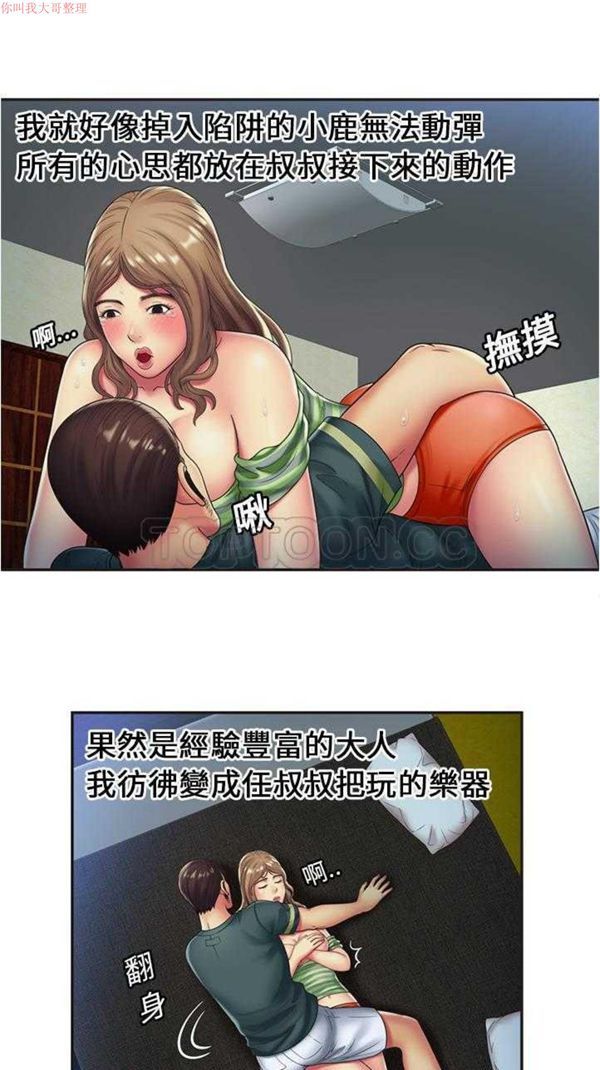 你叫我大哥整理
我就好像掉入陷阱的小鹿無法動彈
所有的心思都放在叔叔接下來的動作
啊...
撫摸
啾
TOPTOON.CC
果然是經驗豐富的大人
我彷彿變成任叔叔把玩的樂器
啊..
翻身